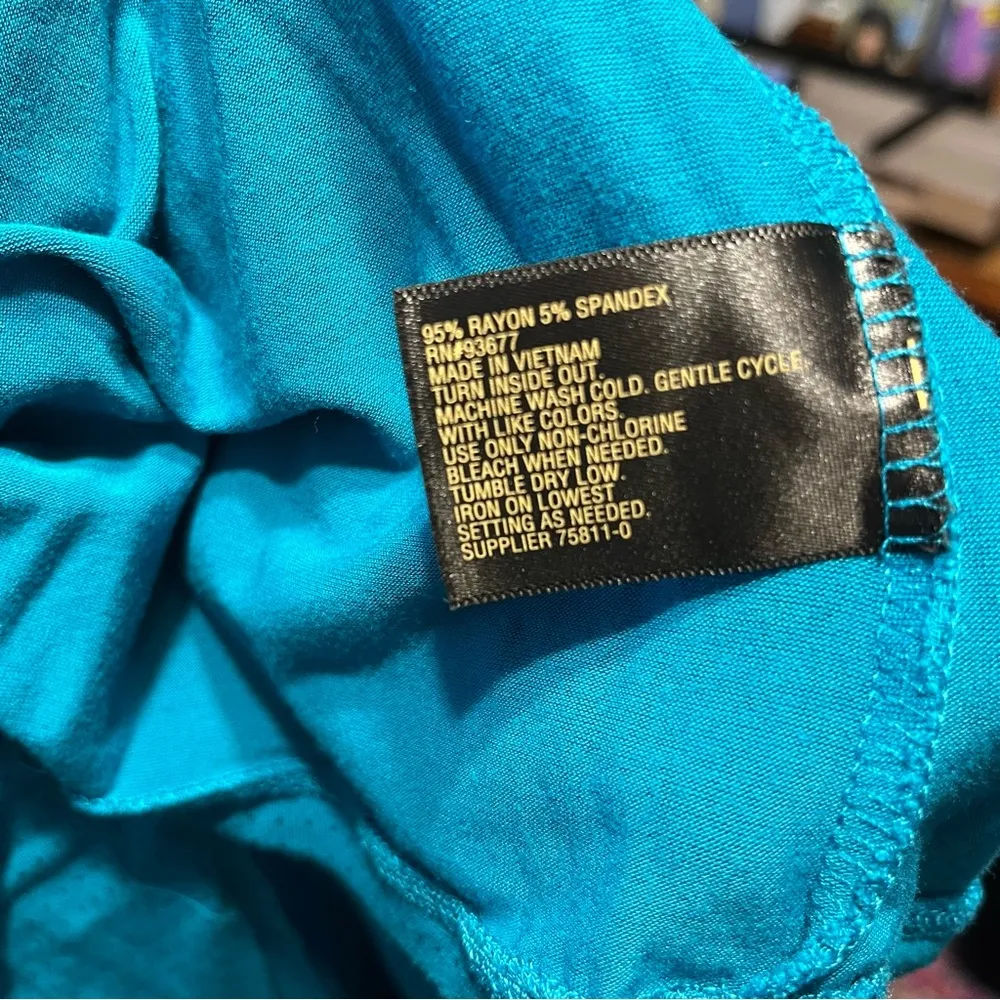 95% RAYON 5% SPANDEX
RN#93677
MADE IN VIETNAM
TURN INSIDE OUT.
MACHINE WASH COLD. GENTLE CYCLE
WITH LIKE COLORS.
USE ONLY NON-CHLORINE
BLEACH WHEN NEEDED.
TUMBLE DRY LOW.
IRON ON LOWEST
SETTING AS NEEDED.
SUPPLIER 75811-0